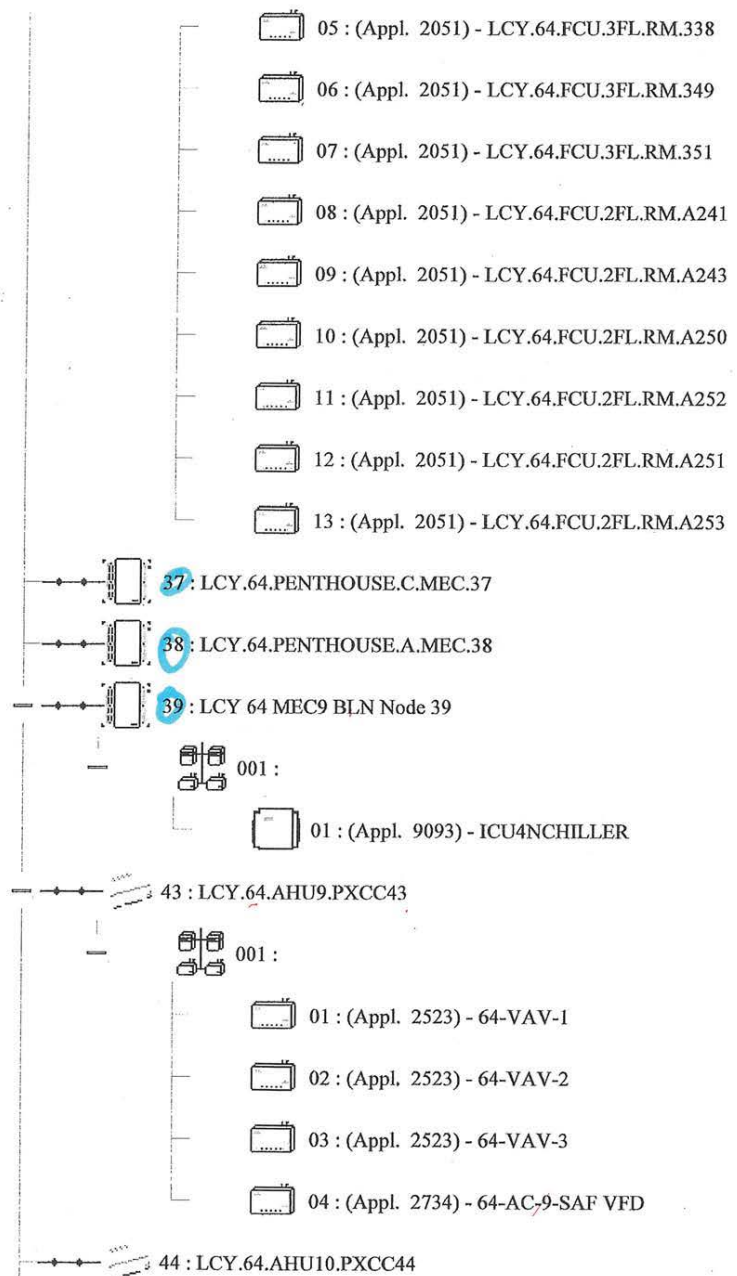 05 : (Appl. 2051) - LCY.64.FCU.3FL.RM.338
06 : (Appl. 2051) - LCY.64.FCU.3FL.RM.349
07 : (Appl. 2051) - LCY.64.FCU.3FL.RM.351
08 : (Appl. 2051) - LCY.64.FCU.2FL.RM.A241
09 : (Appl. 2051) - LCY.64.FCU.2FL.RM.A243
10 : (Appl. 2051) - LCY.64.FCU.2FL.RM.A250
11 : (Appl. 2051) - LCY.64.FCU.2FL.RM.A252
12 : (Appl. 2051) - LCY.64.FCU.2FL.RM.A251
13 : (Appl. 2051) - LCY.64.FCU.2FL.RM.A253
37 : LCY.64.PENTHOUSE.C.MEC.37
38 : LCY.64.PENTHOUSE.A.MEC.38
39 : LCY 64 MEC9 BLN Node 39
001 :
01 : (Appl. 9093) - ICU4NCHILLER
43 : LCY.64.AHU9.PXCC43
001 :
01 : (Appl. 2523) - 64-VAV-1
02 : (Appl. 2523) - 64-VAV-2
03 : (Appl. 2523) - 64-VAV-3
04 : (Appl. 2734) - 64-AC-9-SAF VFD
44 : LCY.64.AHU10.PXCC44